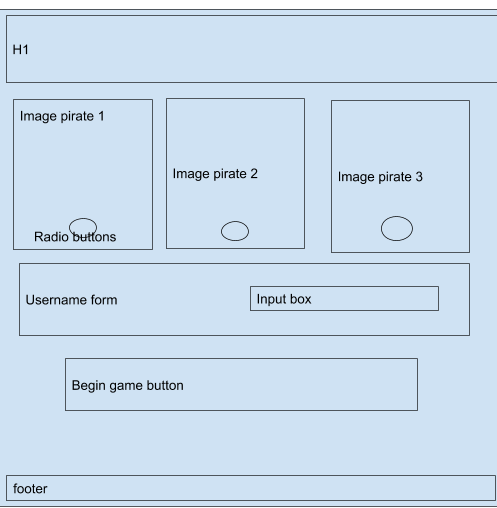 H1
Image pirate 1
Image pirate 2
Image pirate 3
Radio buttons
Username form
Input box
Begin game button
footer